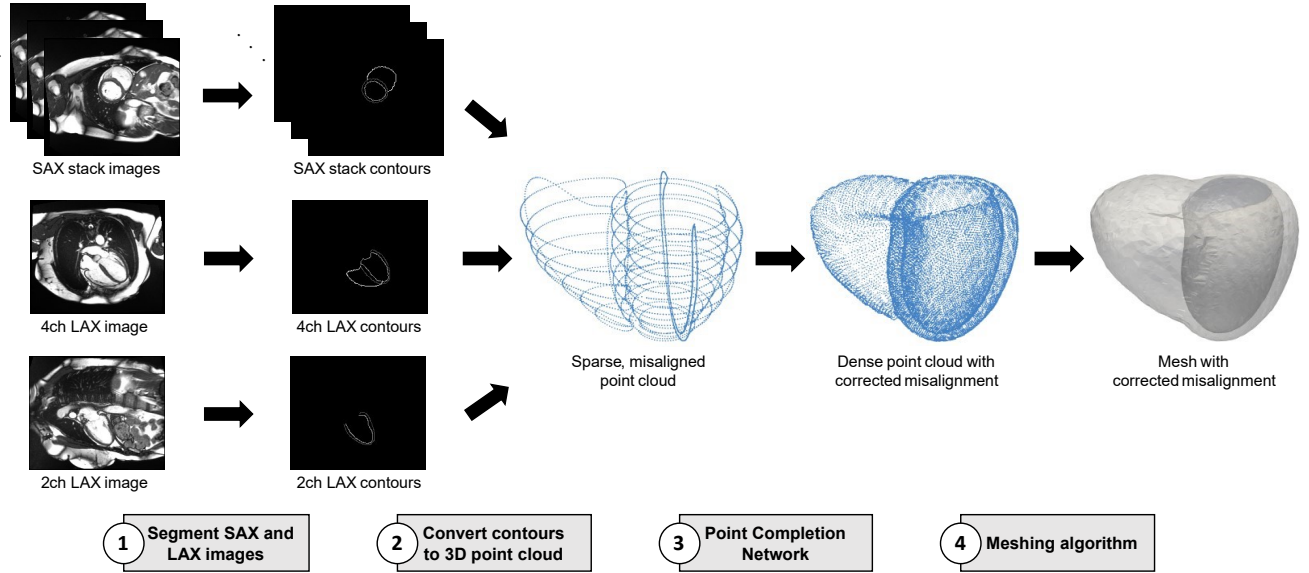 SAX stack images
SAX stack contours
4ch LAX image
4ch LAX contours
Sparse, misaligned
point cloud
Dense point cloud with
corrected misalignment
Mesh with
corrected misalignment
2ch LAX image
2ch LAX contours
1
Segment SAX and
LAX images
2
Convert contours
to 3D point cloud
3
Point Completion
Network
4
Meshing algorithm